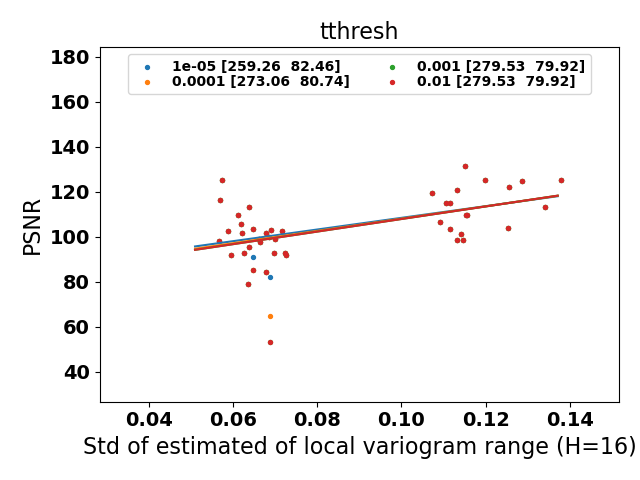 tthresh
1e-05 [259.26  82.46]
0.0001 [273.06  80.74]
0.001 [279.53  79.92]
0.01 [279.53  79.92]
PSNR
180
160
140
120
100
80
60
40
0.04 0.06 0.08 0.10 0.12 0.14
Std of estimated of local variogram range (H=16)